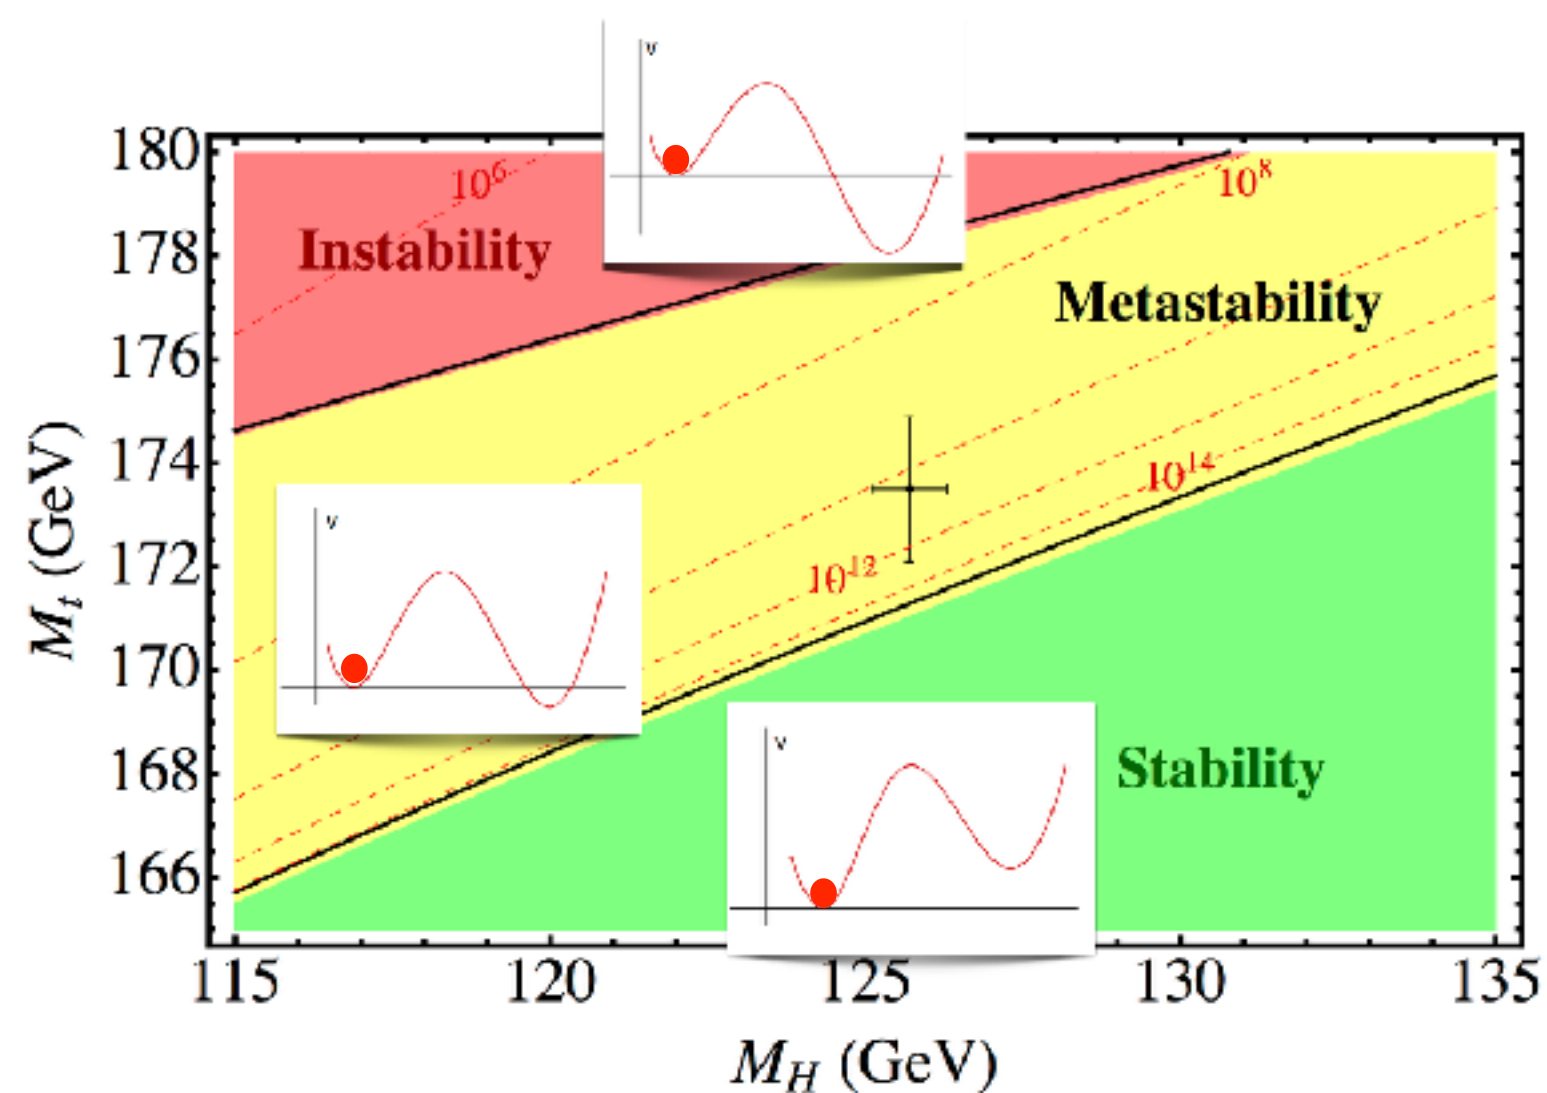 V
180
10⁶
10⁸
Instability
178
Metastability
176
M_t (GeV)
174
10¹⁴
V
172
10¹²
170
V
168
Stability
166
115
120
125
130
135
M_H (GeV)